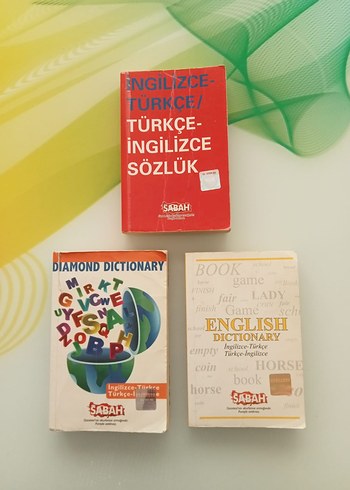 İNGİLİZCE-
TÜRKÇE/
TÜRKÇE-
İNGİLİZCE
SÖZLÜK
SABAH
DIAMOND DICTIONARY
İngilizce-Türkçe
Türkçe-İngilizce
SABAH
BOOK
game
fair
LADY
ENGLISH
DICTIONARY
İngilizce-Türkçe
Türkçe-İngilizce
empty
coin
HORSE
book
horse
SABAH